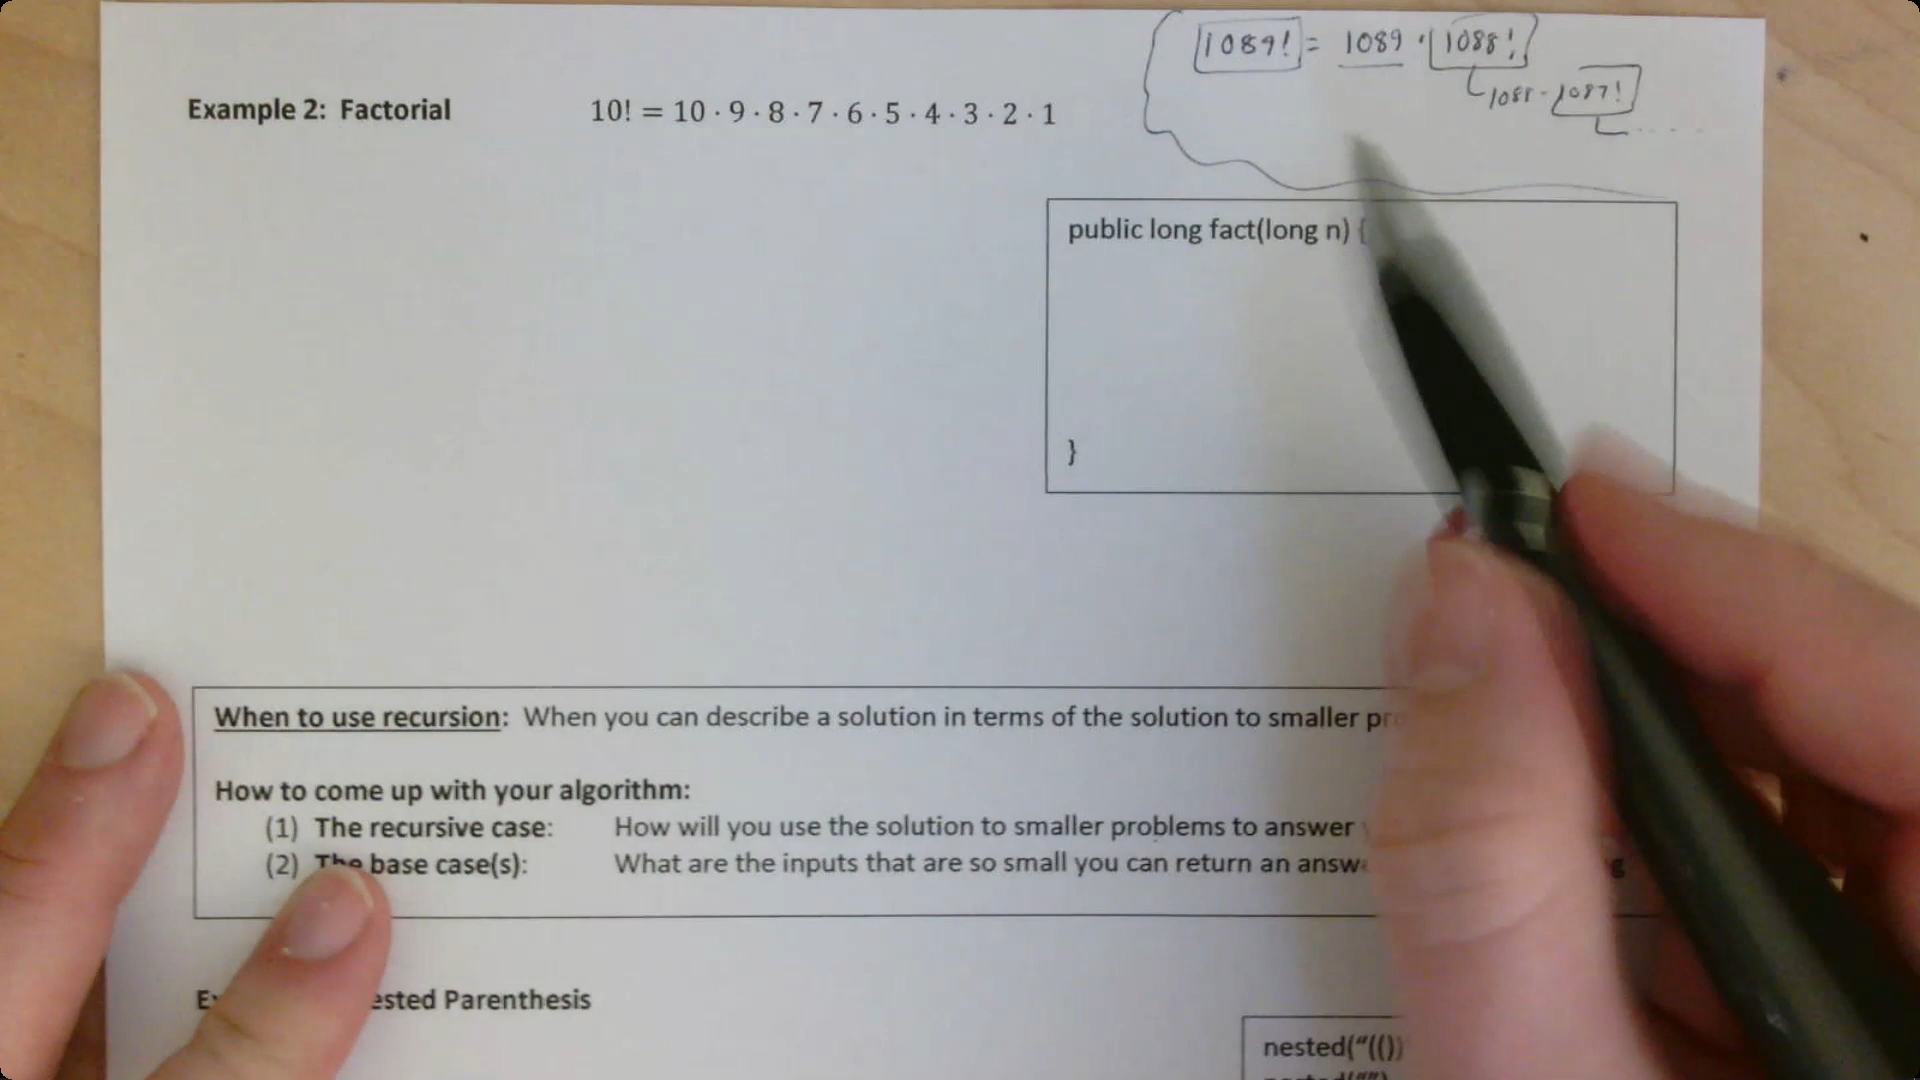 1089! = 1089 · 1088!
1088 · 1087!
.....
Example 2: Factorial 10! = 10 · 9 · 8 · 7 · 6 · 5 · 4 · 3 · 2 · 1
public long fact(long n) {
}
When to use recursion: When you can describe a solution in terms of the solution to smaller
How to come up with your algorithm:
(1) The recursive case: How will you use the solution to smaller problems to answer
(2) The base case(s): What are the inputs that are so small you can return an
Parenthesis
nested("(())